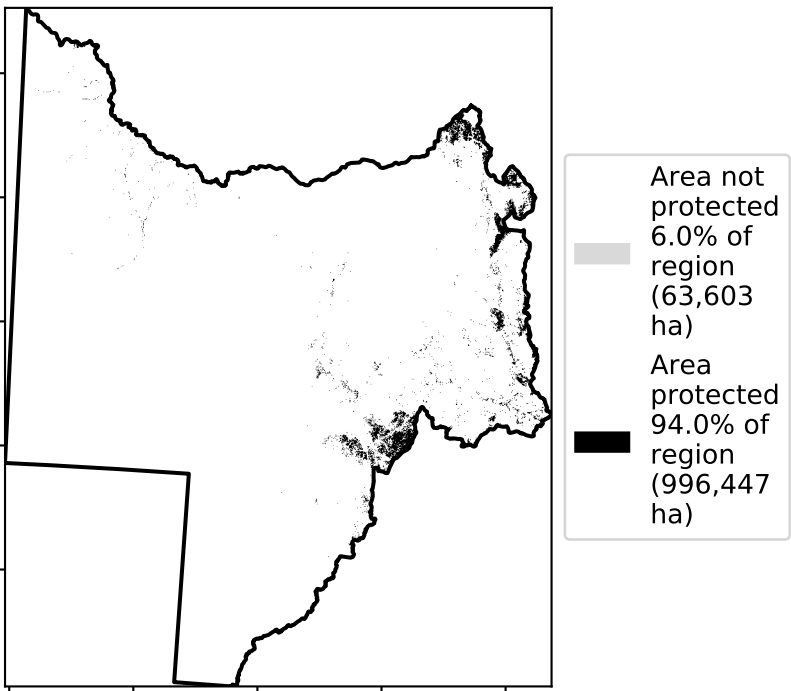 Area not
protected
6.0% of
region
(63,603
ha)
Area
protected
94.0% of
region
(996,447
ha)